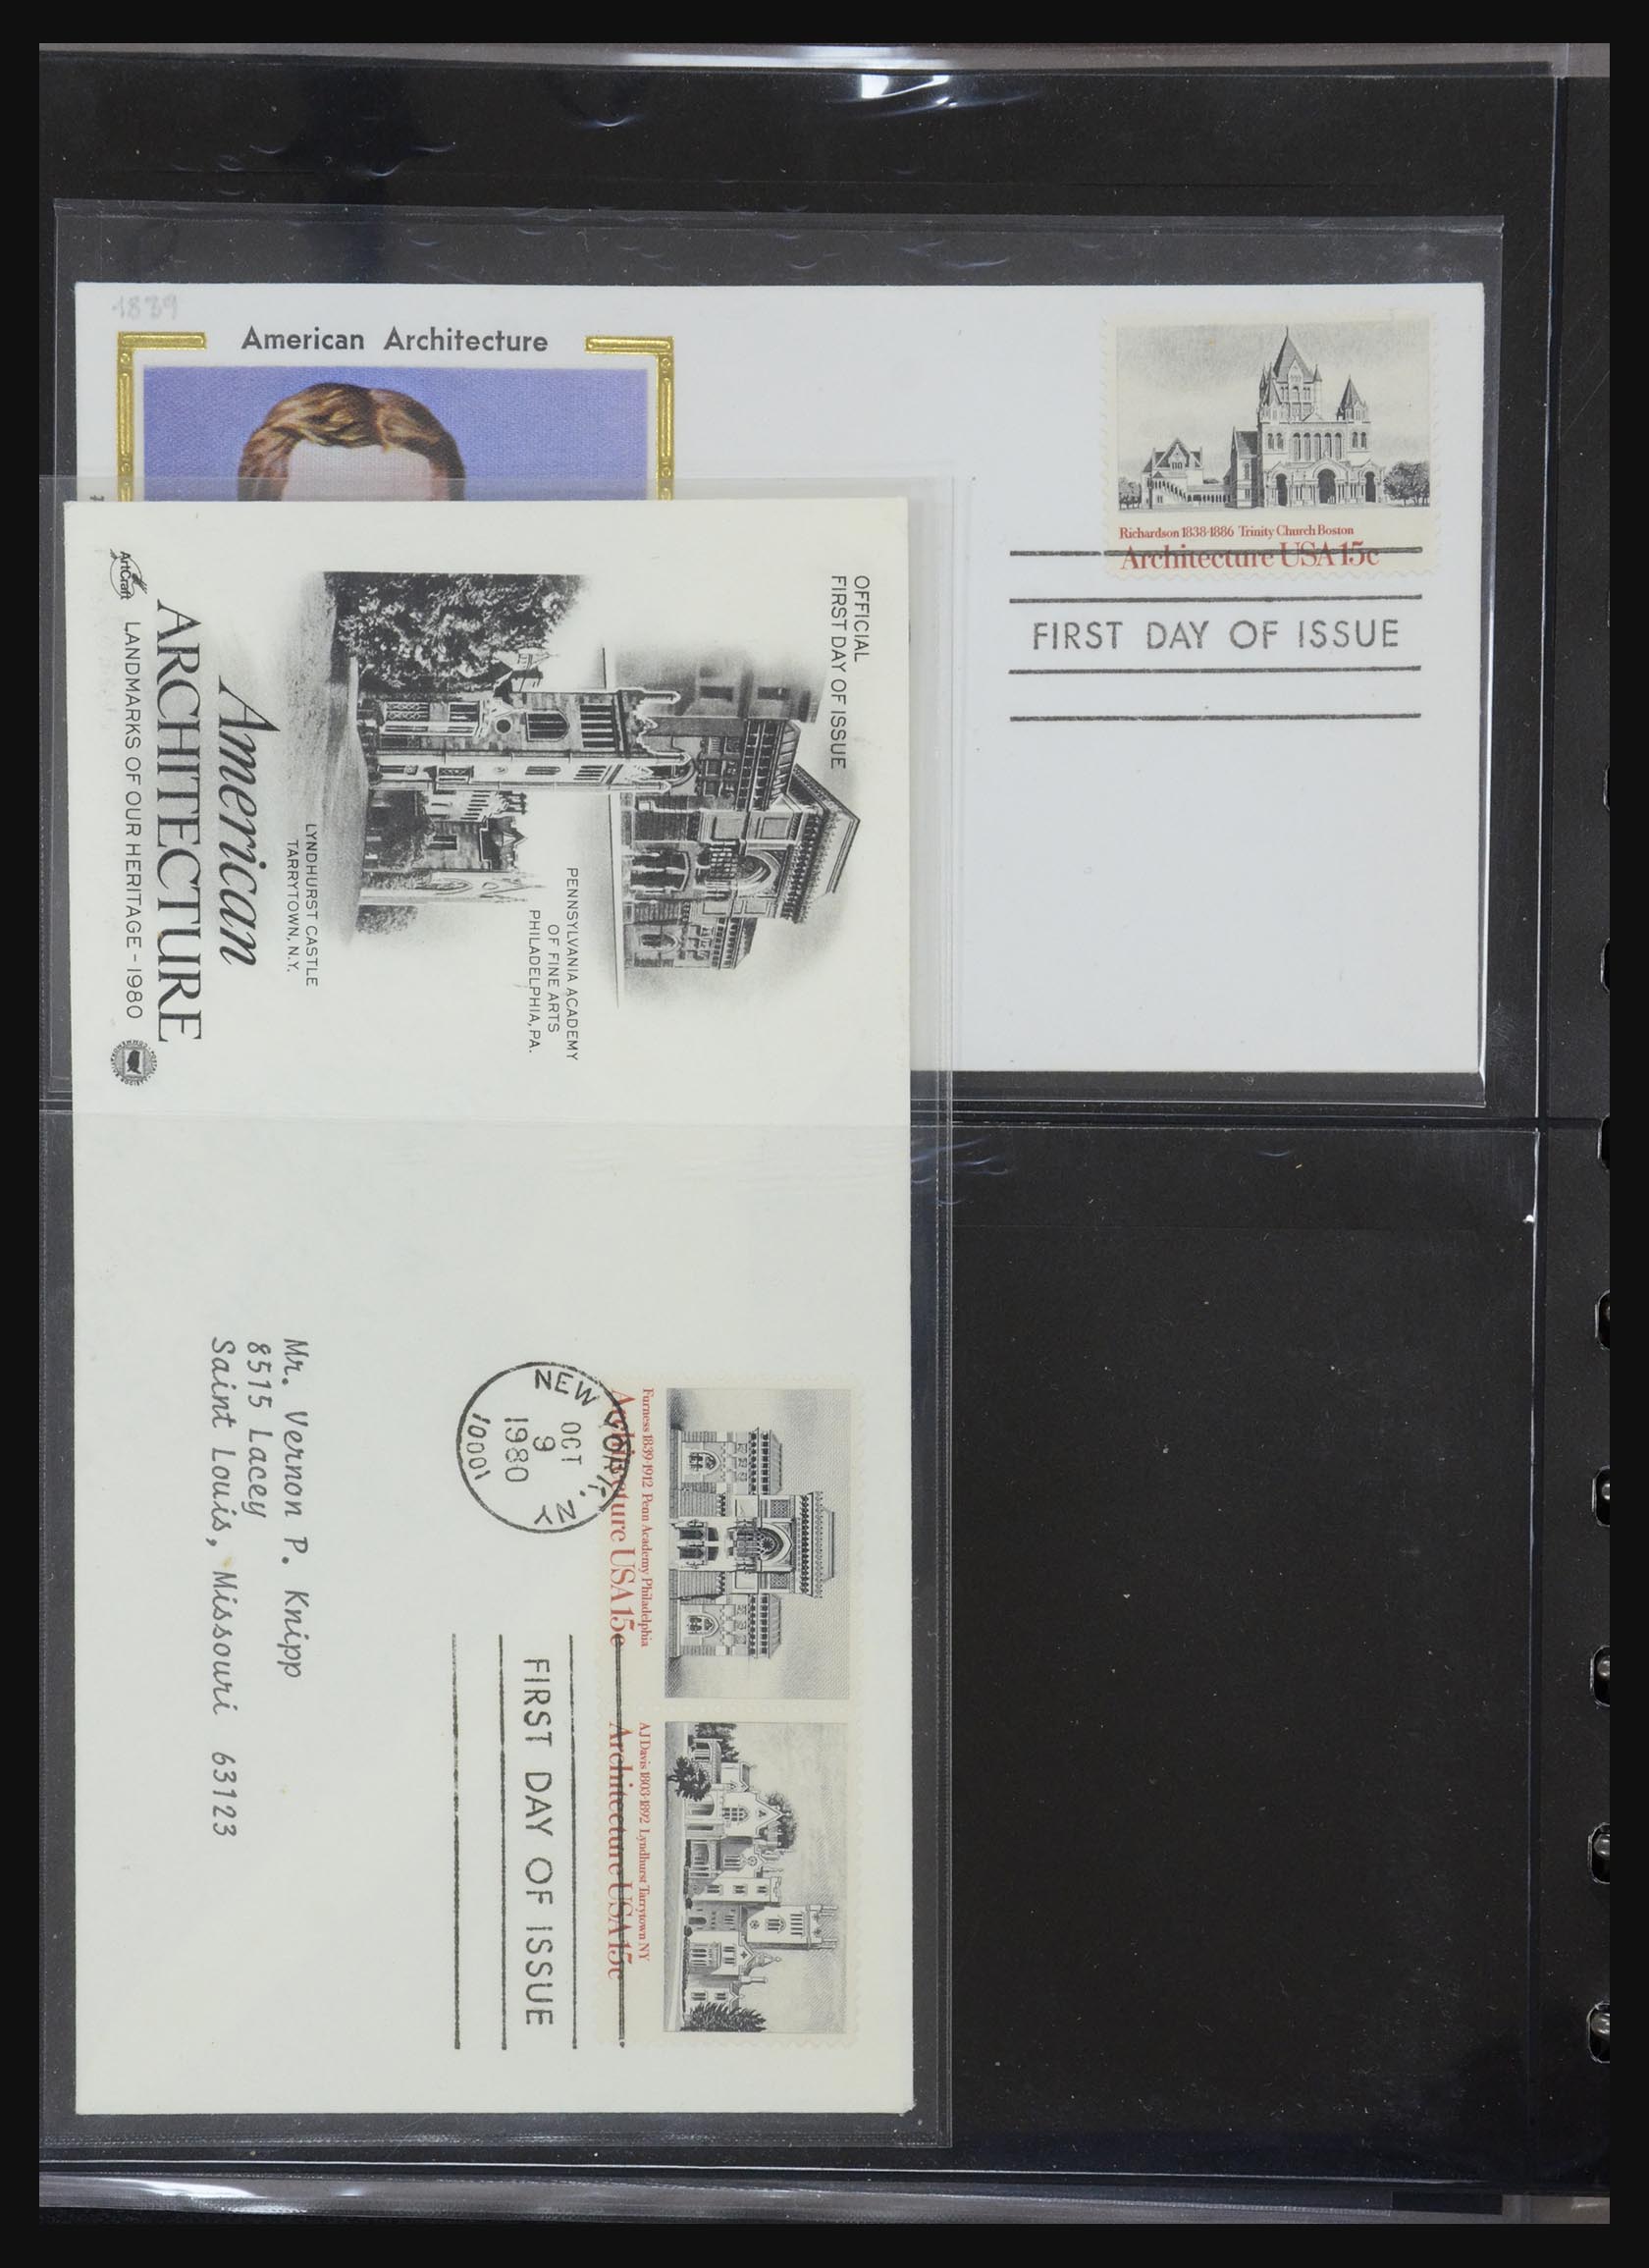 1839
American Architecture
Richardson 1838-1886 Trinity Church Boston
Architecture USA 15c
FIRST DAY OF ISSUE
OFFICIAL
FIRST DAY OF ISSUE
PENNSYLVANIA ACADEMY
OF FINE ARTS
PHILADELPHIA, PA.
LYNDHURST CASTLE
TARRYTOWN, N.Y.
American
ARCHITECTURE
LANDMARKS OF OUR HERITAGE - 1980
ArtCraft
Furness 1839-1912 Penn Academy Philadelphia
Architecture USA 15c
AJ Davis 1803-1892 Lyndhurst Tarrytown NY
Architecture USA 15c
NEW YORK, NY
OCT
9
1980
10001
FIRST DAY OF ISSUE
Mr. Vernon P. Knipp
8515 Lacey
Saint Louis, Missouri 63123